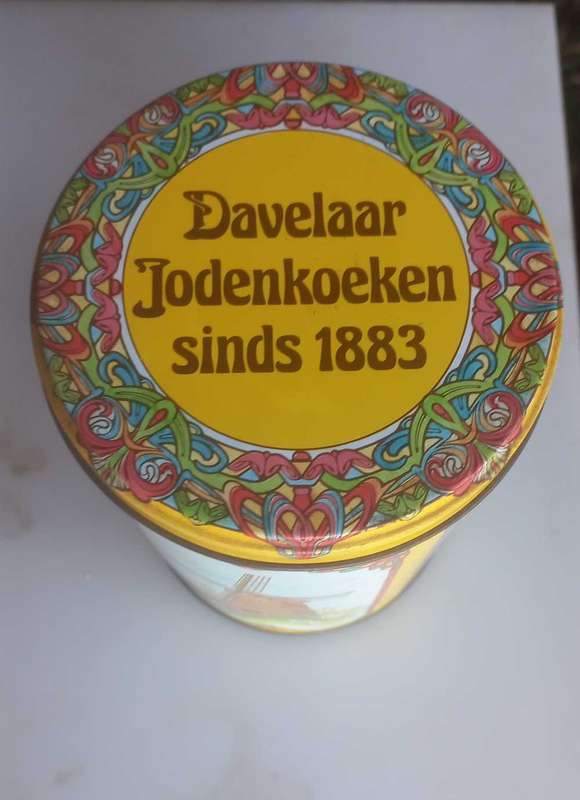 Davelaar
Jodenkoeken
sinds 1883